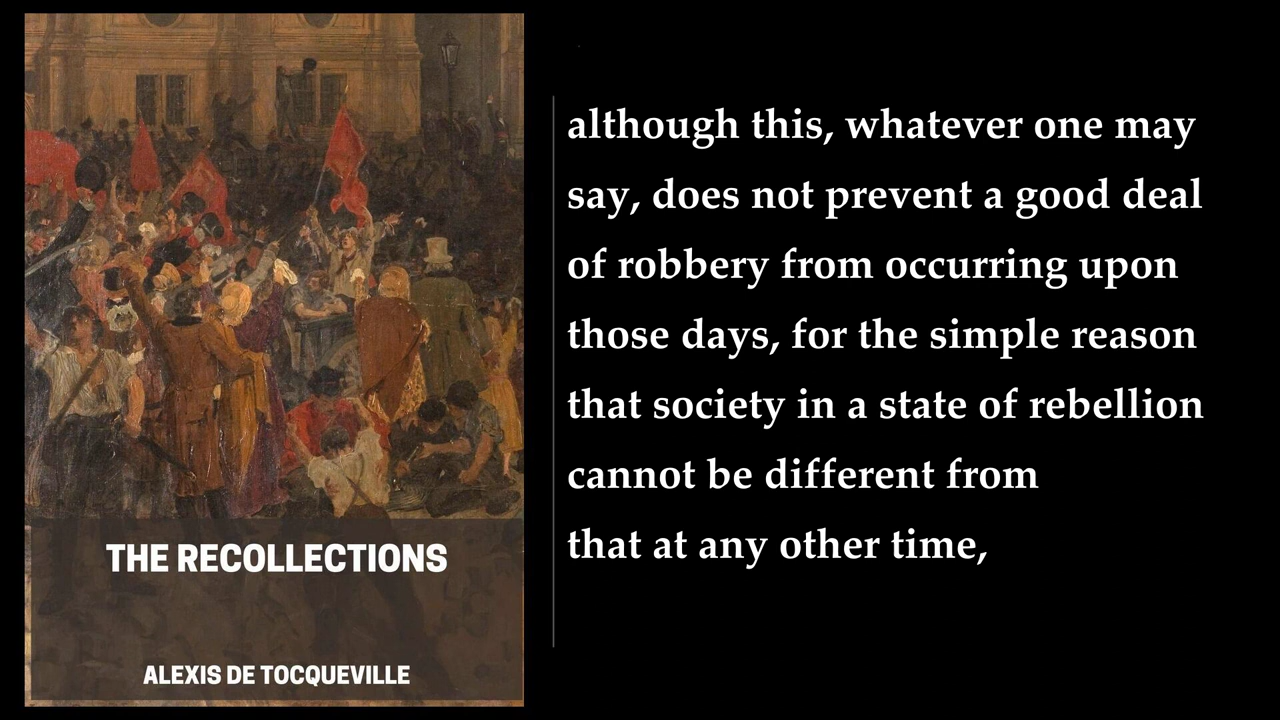 THE RECOLLECTIONS
ALEXIS DE TOCQUEVILLE
although this, whatever one may
say, does not prevent a good deal
of robbery from occurring upon
those days, for the simple reason
that society in a state of rebellion
cannot be different from
that at any other time,